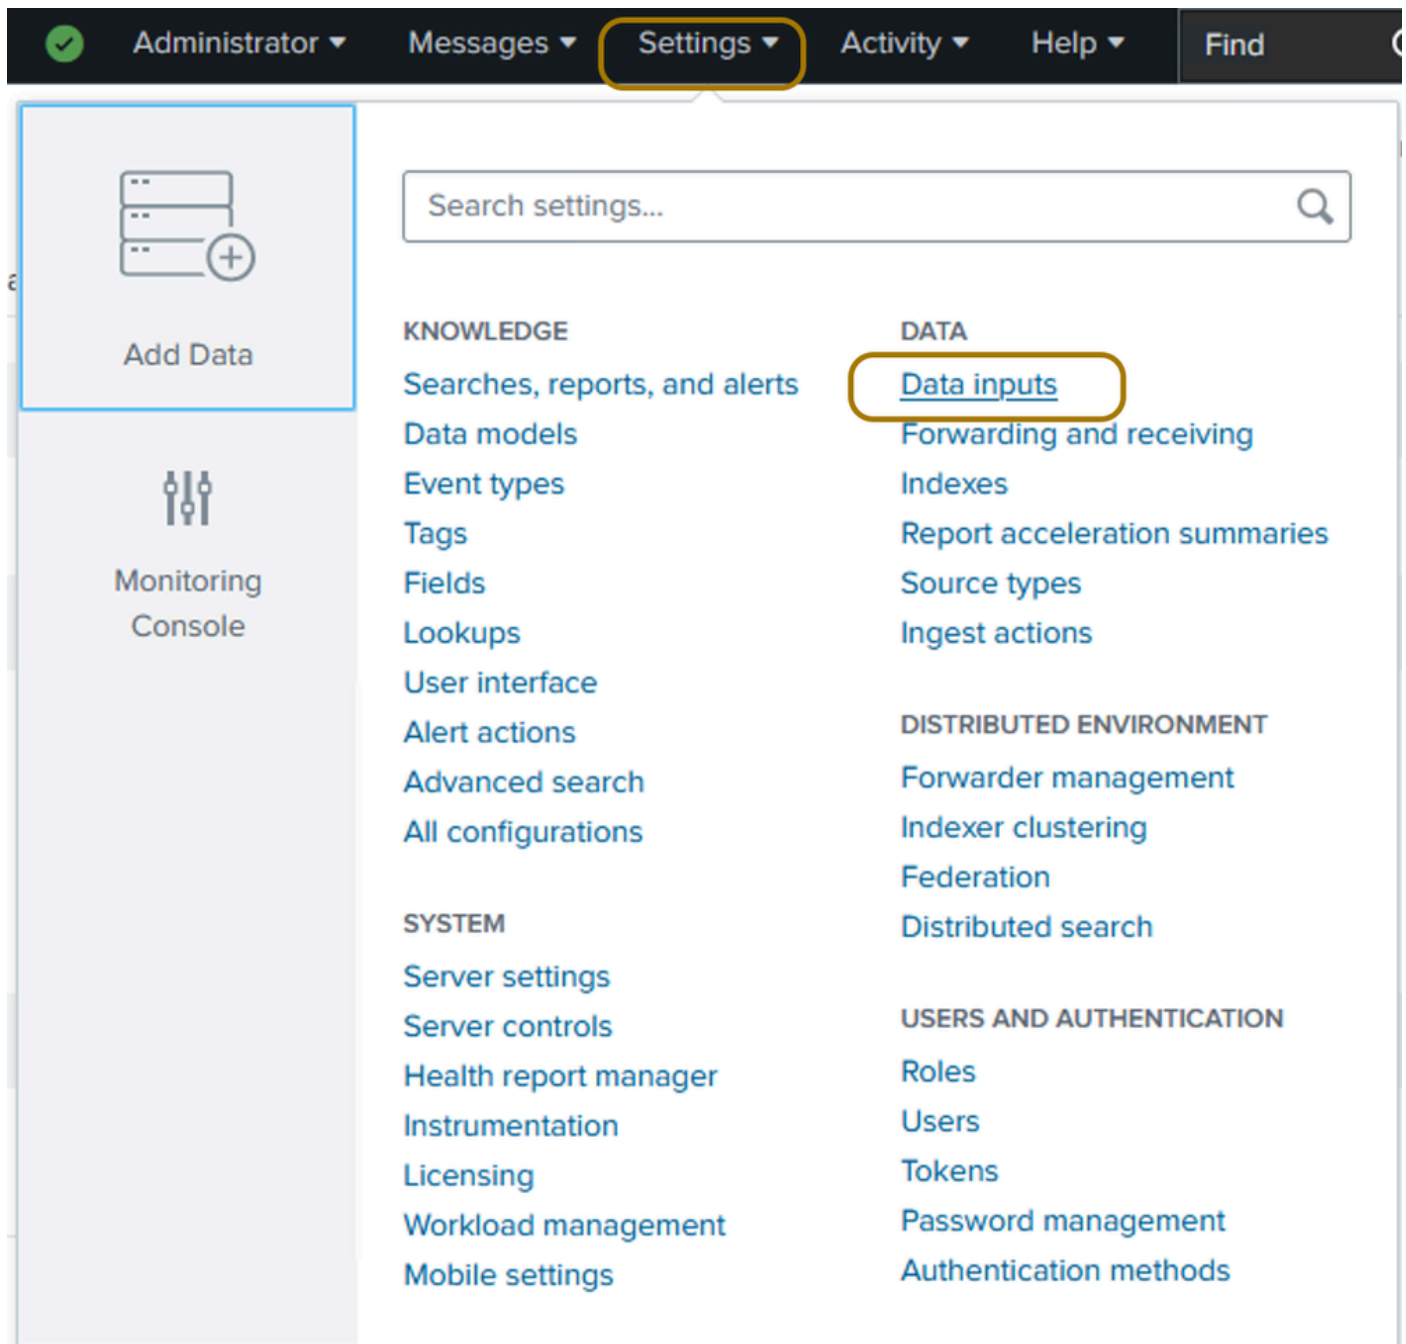 Administrator Messages Settings Activity Help Find
Add Data
Monitoring
Console
Search settings...
KNOWLEDGE
Searches, reports, and alerts
Data models
Event types
Tags
Fields
Lookups
User interface
Alert actions
Advanced search
All configurations
SYSTEM
Server settings
Server controls
Health report manager
Instrumentation
Licensing
Workload management
Mobile settings
DATA
Data inputs
Forwarding and receiving
Indexes
Report acceleration summaries
Source types
Ingest actions
DISTRIBUTED ENVIRONMENT
Forwarder management
Indexer clustering
Federation
Distributed search
USERS AND AUTHENTICATION
Roles
Users
Tokens
Password management
Authentication methods